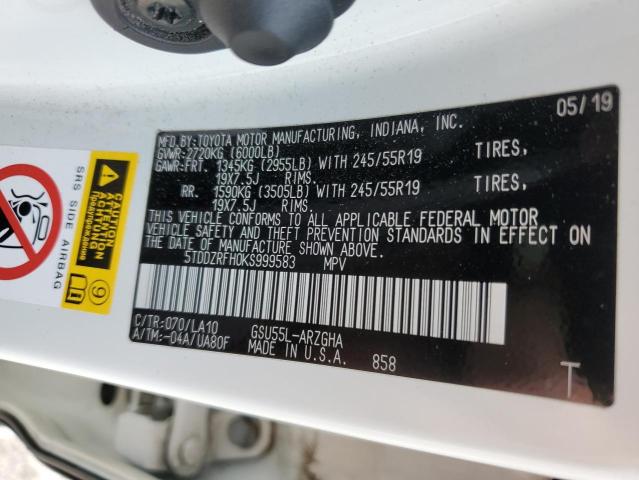 05/19
MFD.BY:TOYOTA MOTOR MANUFACTURING, INDIANA, INC.
GVWR:2720KG (6000LB)
GAWR:FRT. 1345KG (2955LB) WITH 245/55R19 TIRES,
19X7.5J RIMS,
RR. 1590KG (3505LB) WITH 245/55R19 TIRES,
19X7.5J RIMS.
THIS VEHICLE CONFORMS TO ALL APPLICABLE FEDERAL MOTOR
VEHICLE SAFETY AND THEFT PREVENTION STANDARDS IN EFFECT ON
THE DATE OF MANUFACTURE SHOWN ABOVE.
5TDDZRFH0KS999583 MPV
C/TR:070/LA10 GSU55L-ARZGHA
A/TM:-04A/UA80F MADE IN U.S.A. 858
T
SRS SIDE AIRBAG
CAUTION
9